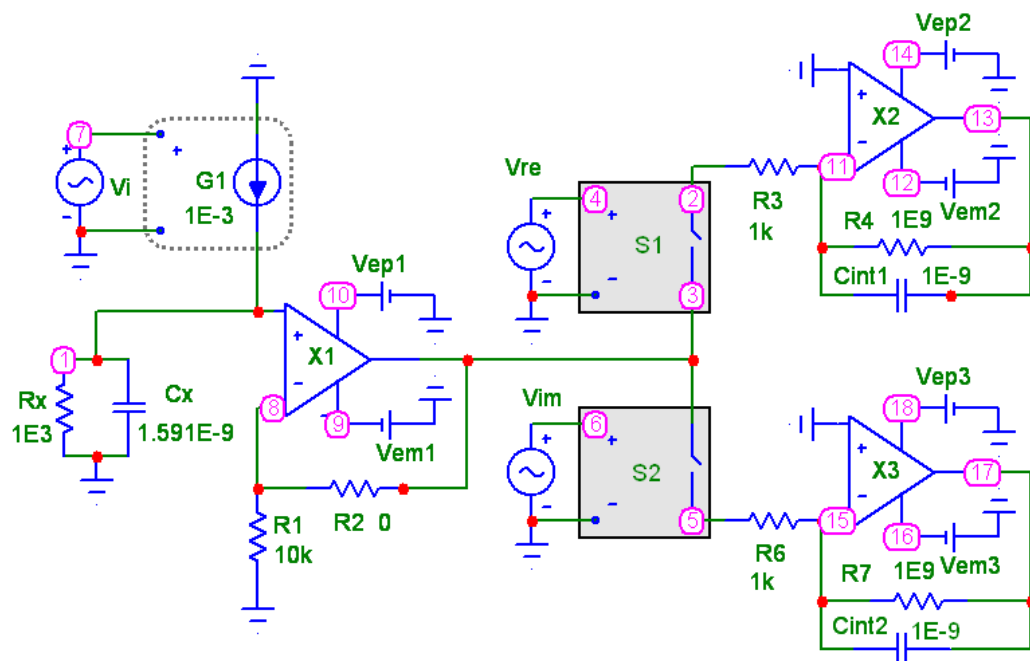 Vep2
14
X2
13
11
12
Vem2
R4 1E9
Cint1 1E-9
7
Vi
G1
1E-3
Vre
4
2
S1
3
R3
1k
Vep1
10
X1
8
9
Vem1
1
Rx
1E3
Cx
1.591E-9
R1
10k
R2 0
Vim
6
S2
5
R6
1k
Vep3
18
X3
17
15
16
Vem3
R7 1E9
Cint2 1E-9